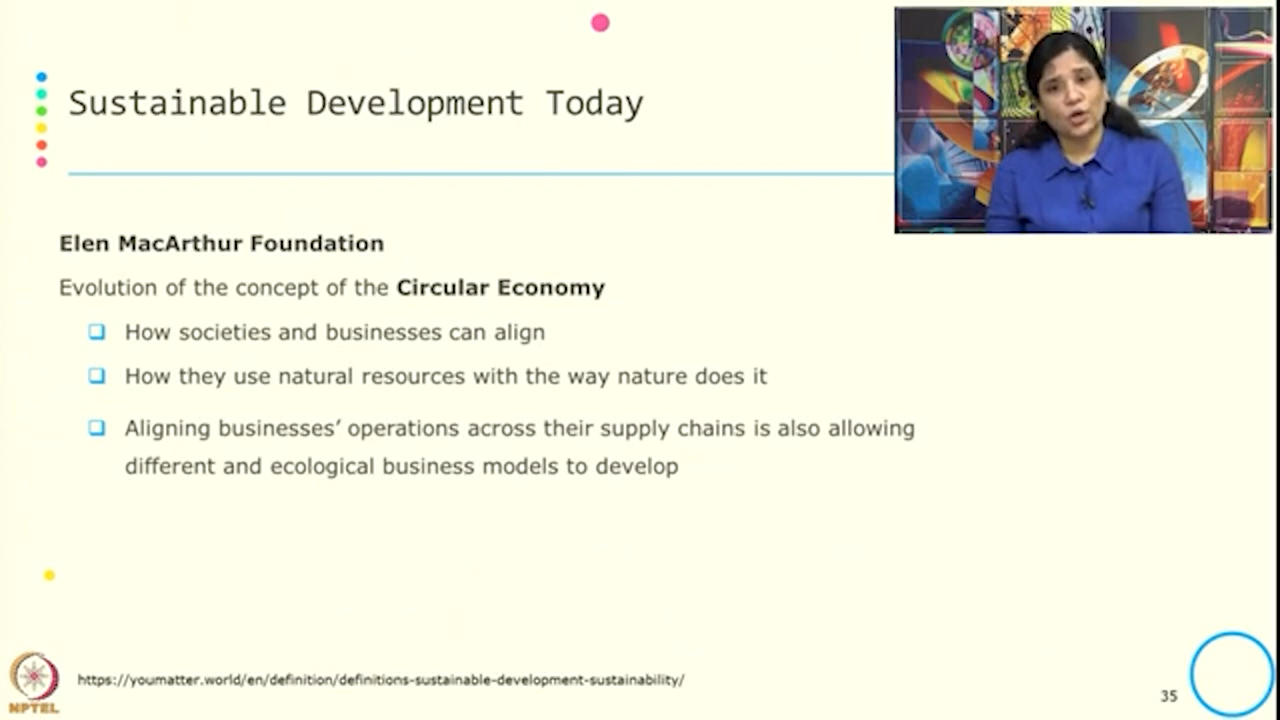 Sustainable Development Today
Elen MacArthur Foundation
Evolution of the concept of the Circular Economy
How societies and businesses can align
How they use natural resources with the way nature does it
Aligning businesses’ operations across their supply chains is also allowing
different and ecological business models to develop
NPTEL
https://youmatter.world/en/definition/definitions-sustainable-development-sustainability/
35